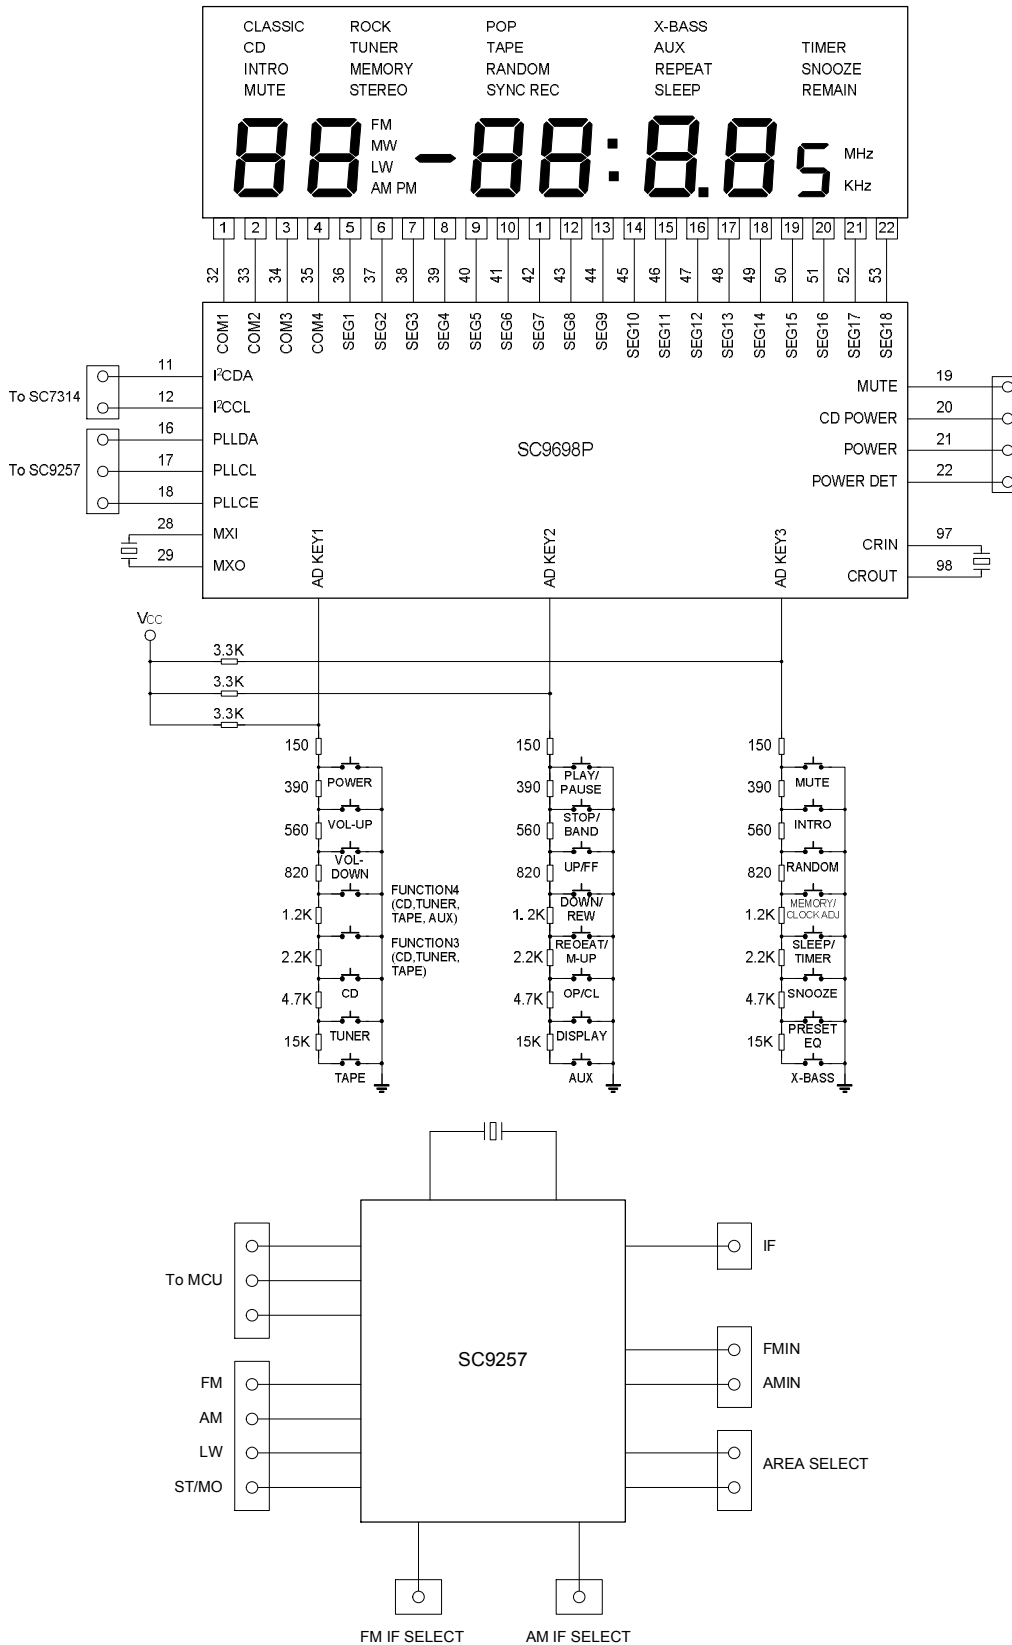 CLASSIC ROCK POP X-BASS
CD TUNER TAPE AUX TIMER
INTRO MEMORY RANDOM REPEAT SNOOZE
MUTE STEREO SYNC REC SLEEP REMAIN
88 88 FM MW LW AM PM - 88:8.8 5 MHz KHz
1 2 3 4 5 6 7 8 9 10 1 12 13 14 15 16 17 18 19 20 21 22
32 33 34 35 36 37 38 39 40 41 42 43 44 45 46 47 48 49 50 51 52 53
COM1 COM2 COM3 COM4 SEG1 SEG2 SEG3 SEG4 SEG5 SEG6 SEG7 SEG8 SEG9 SEG10 SEG11 SEG12 SEG13 SEG14 SEG15 SEG16 SEG17 SEG18
To SC7314
11 I²CDA
12 I²CCL
To SC9257
16 PLLDA
17 PLLCL
18 PLLCE
28 MXI
29 MXO
SC9698P
MUTE 19
CD POWER 20
POWER 21
POWER DET 22
CRIN 97
CROUT 98
AD KEY1 AD KEY2 AD KEY3
Vcc
3.3K
3.3K
3.3K
150
POWER
390
VOL-UP
560
VOL-
DOWN
820
FUNCTION4
(CD,TUNER,
TAPE, AUX)
1.2K
FUNCTION3
(CD,TUNER,
TAPE)
2.2K
CD
4.7K
TUNER
15K
TAPE
150
PLAY/
PAUSE
390
STOP/
BAND
560
UP/FF
820
DOWN/
REW
1.2K
REOEAT/
M-UP
2.2K
OP/CL
4.7K
DISPLAY
15K
AUX
150
MUTE
390
INTRO
560
RANDOM
820
MEMORY/
CLOCK ADJ
1.2K
SLEEP/
TIMER
2.2K
SNOOZE
4.7K
PRESET
EQ
15K
X-BASS
To MCU
FM
AM
LW
ST/MO
SC9257
IF
FMIN
AMIN
AREA SELECT
FM IF SELECT AM IF SELECT